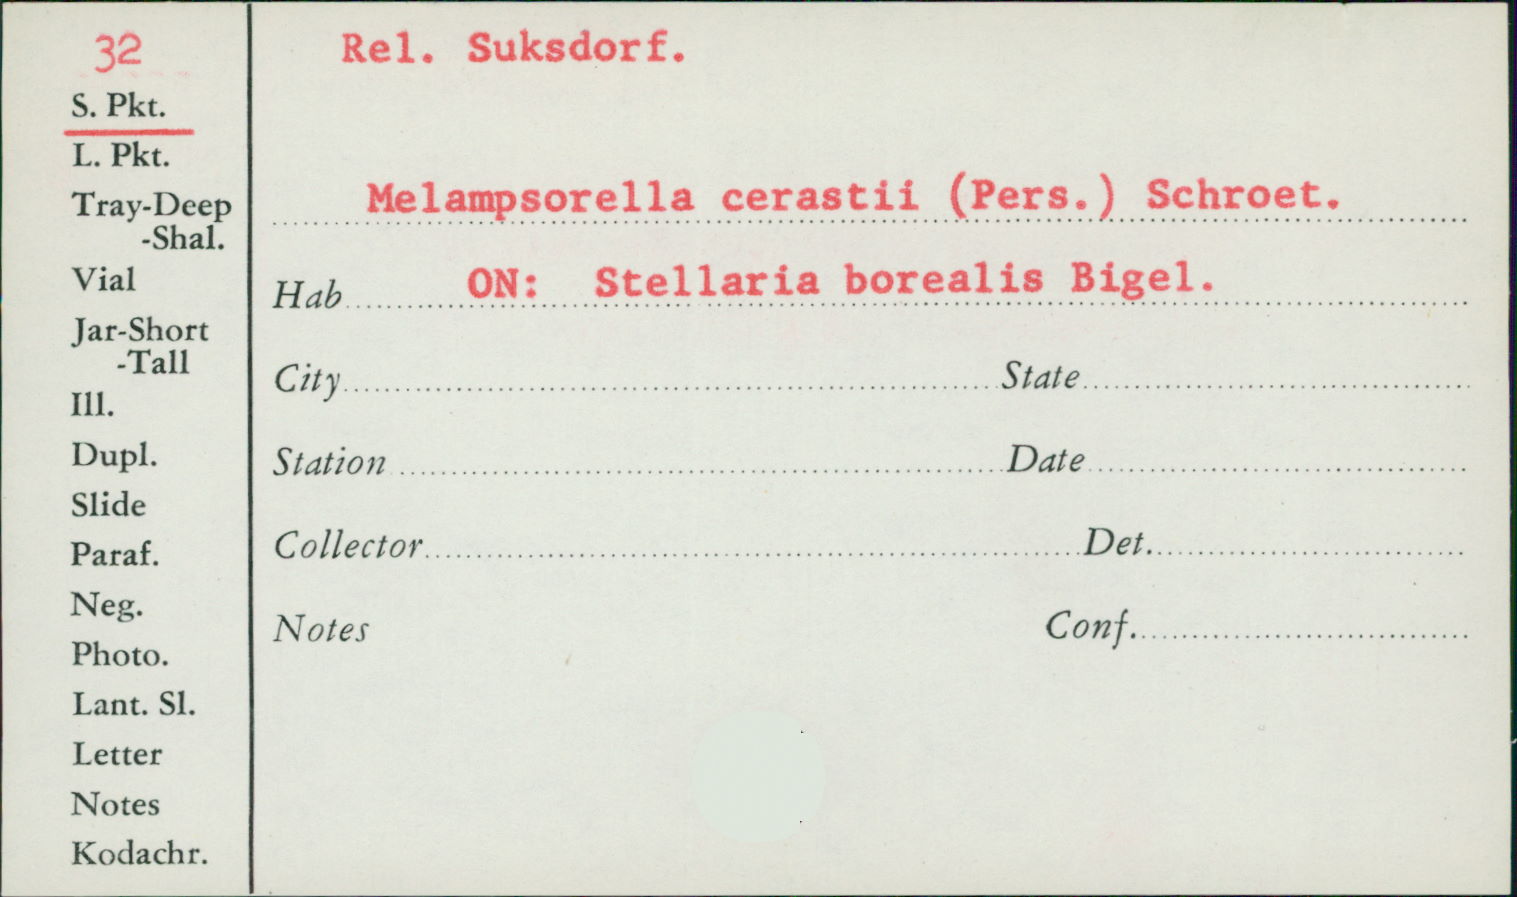 32
S. Pkt.
L. Pkt.
Tray-Deep
-Shal.
Vial
Jar-Short
-Tall
Ill.
Dupl.
Slide
Paraf.
Neg.
Photo.
Lant. Sl.
Letter
Notes
Kodachr.
Rel. Suksdorf.
Melampsorella cerastii (Pers.) Schroet.
Hab ON: Stellaria borealis Bigel.
City State
Station Date
Collector Det.
Notes Conf.